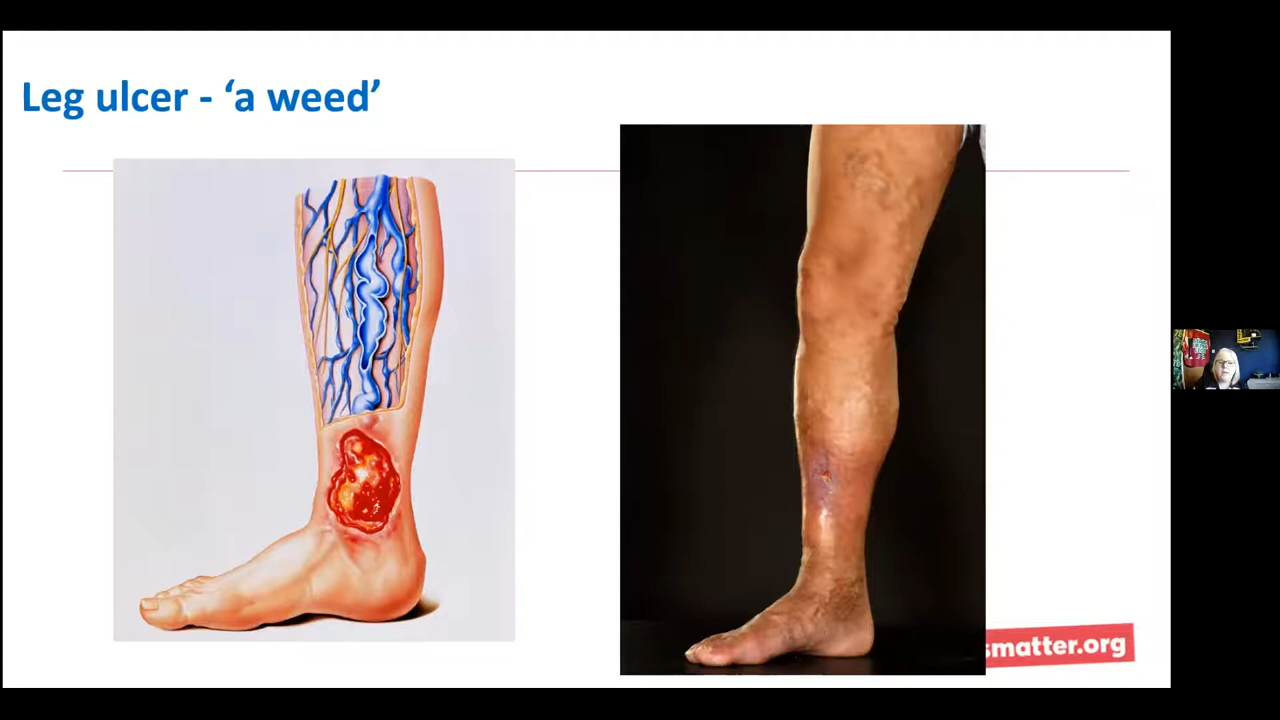 Leg ulcer - ‘a weed’
smatter.org